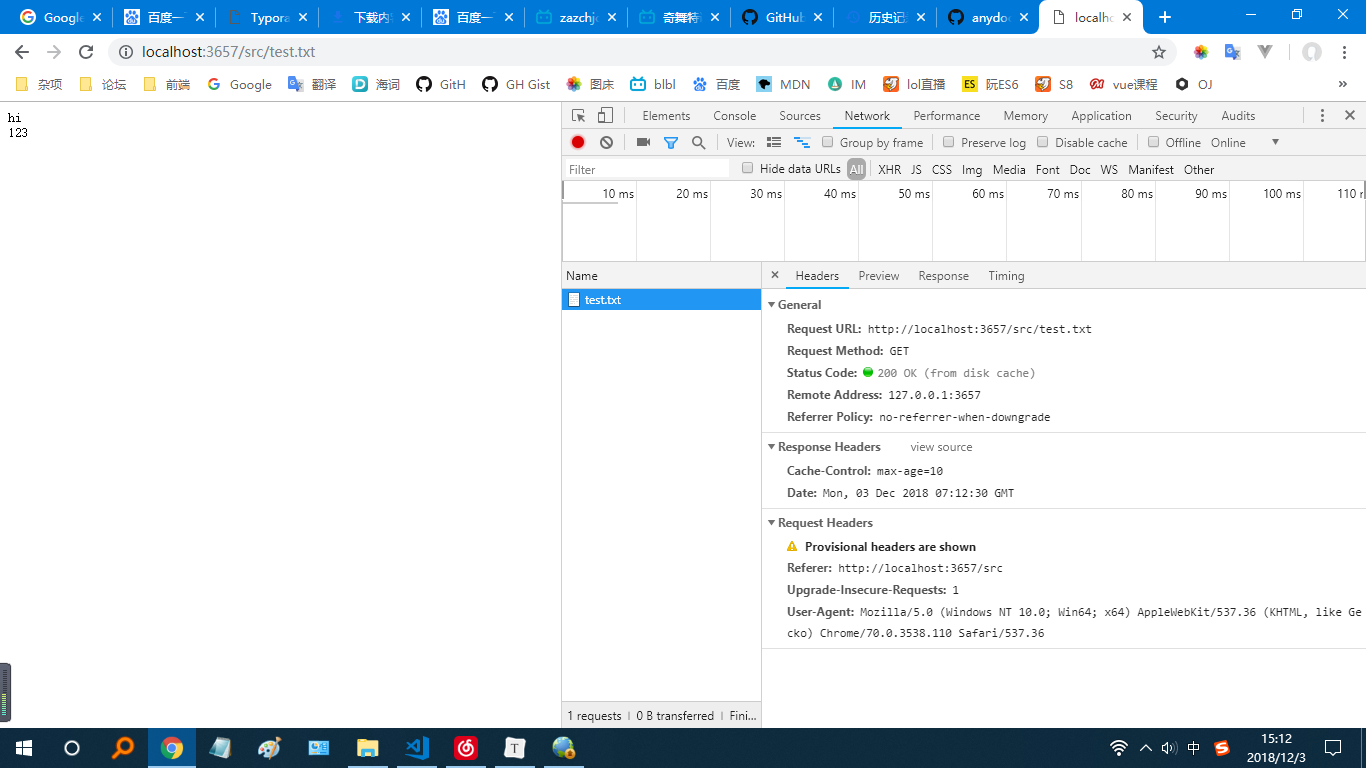 Google
百度一
Typora
下载内
百度一
zazchjc
奇舞特
GitHub
历史记
anydo
localho
localhost:3657/src/test.txt
杂项 论坛 前端 Google 翻译 海词 GitH GH Gist 图床 blbl 百度 MDN IM lol直播 ES 阮ES6 S8 vue课程 OJ »
hi
123
Elements Console Sources Network Performance Memory Application Security Audits
View: Group by frame Preserve log Disable cache Offline Online
Filter Hide data URLs All XHR JS CSS Img Media Font Doc WS Manifest Other
10 ms 20 ms 30 ms 40 ms 50 ms 60 ms 70 ms 80 ms 90 ms 100 ms 110
Name
test.txt
Headers Preview Response Timing
General
Request URL: http://localhost:3657/src/test.txt
Request Method: GET
Status Code: 200 OK (from disk cache)
Remote Address: 127.0.0.1:3657
Referrer Policy: no-referrer-when-downgrade
Response Headers view source
Cache-Control: max-age=10
Date: Mon, 03 Dec 2018 07:12:30 GMT
Request Headers
Provisional headers are shown
Referer: http://localhost:3657/src
Upgrade-Insecure-Requests: 1
User-Agent: Mozilla/5.0 (Windows NT 10.0; Win64; x64) AppleWebKit/537.36 (KHTML, like Ge
cko) Chrome/70.0.3538.110 Safari/537.36
1 requests | 0 B transferred | Fini...
T
中
15:12
2018/12/3